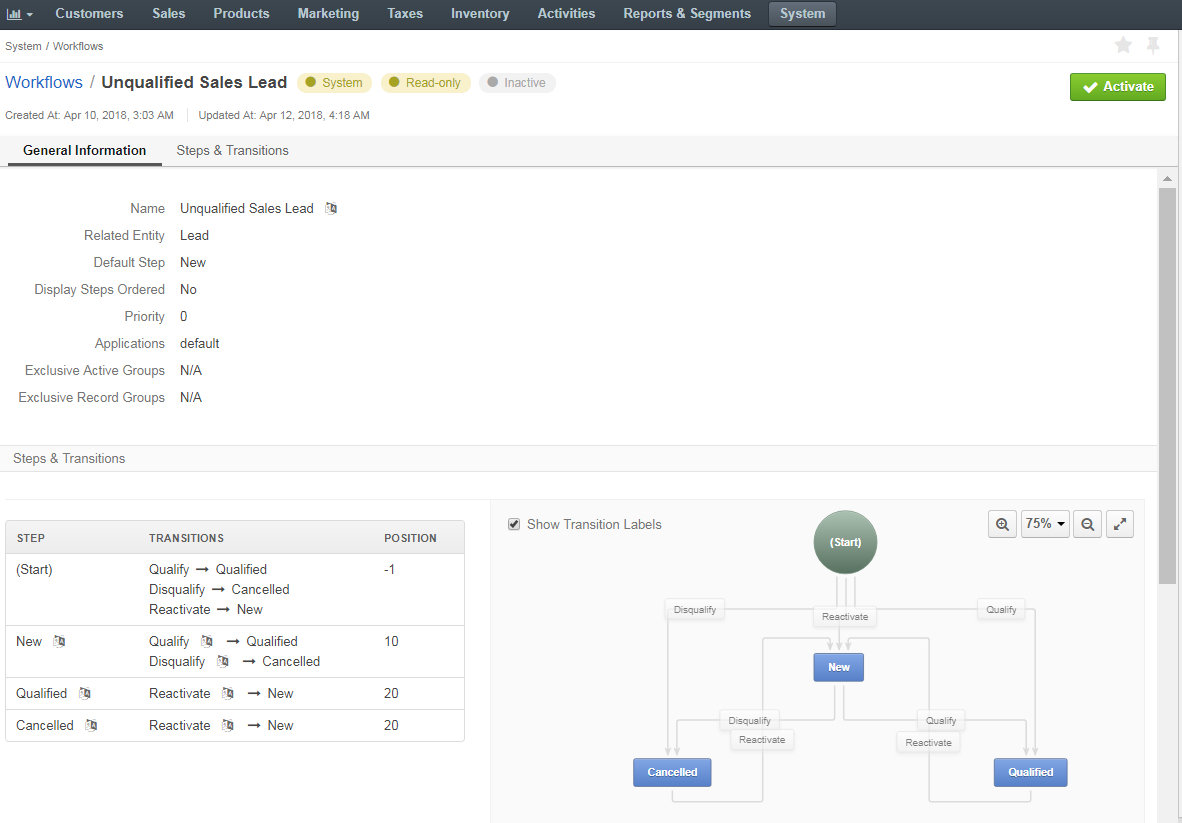 Customers Sales Products Marketing Taxes Inventory Activities Reports & Segments System
System / Workflows
Workflows / Unqualified Sales Lead System Read-only Inactive
Activate
Created At: Apr 10, 2018, 3:03 AM Updated At: Apr 12, 2018, 4:18 AM
General Information Steps & Transitions
Name Unqualified Sales Lead
Related Entity Lead
Default Step New
Display Steps Ordered No
Priority 0
Applications default
Exclusive Active Groups N/A
Exclusive Record Groups N/A
Steps & Transitions
STEP TRANSITIONS POSITION
(Start) Qualify → Qualified -1
Disqualify → Cancelled
Reactivate → New
New Qualify → Qualified 10
Disqualify → Cancelled
Qualified Reactivate → New 20
Cancelled Reactivate → New 20
Show Transition Labels
75%
(Start)
Disqualify Reactivate Qualify
New
Disqualify Qualify
Reactivate Reactivate
Cancelled Qualified